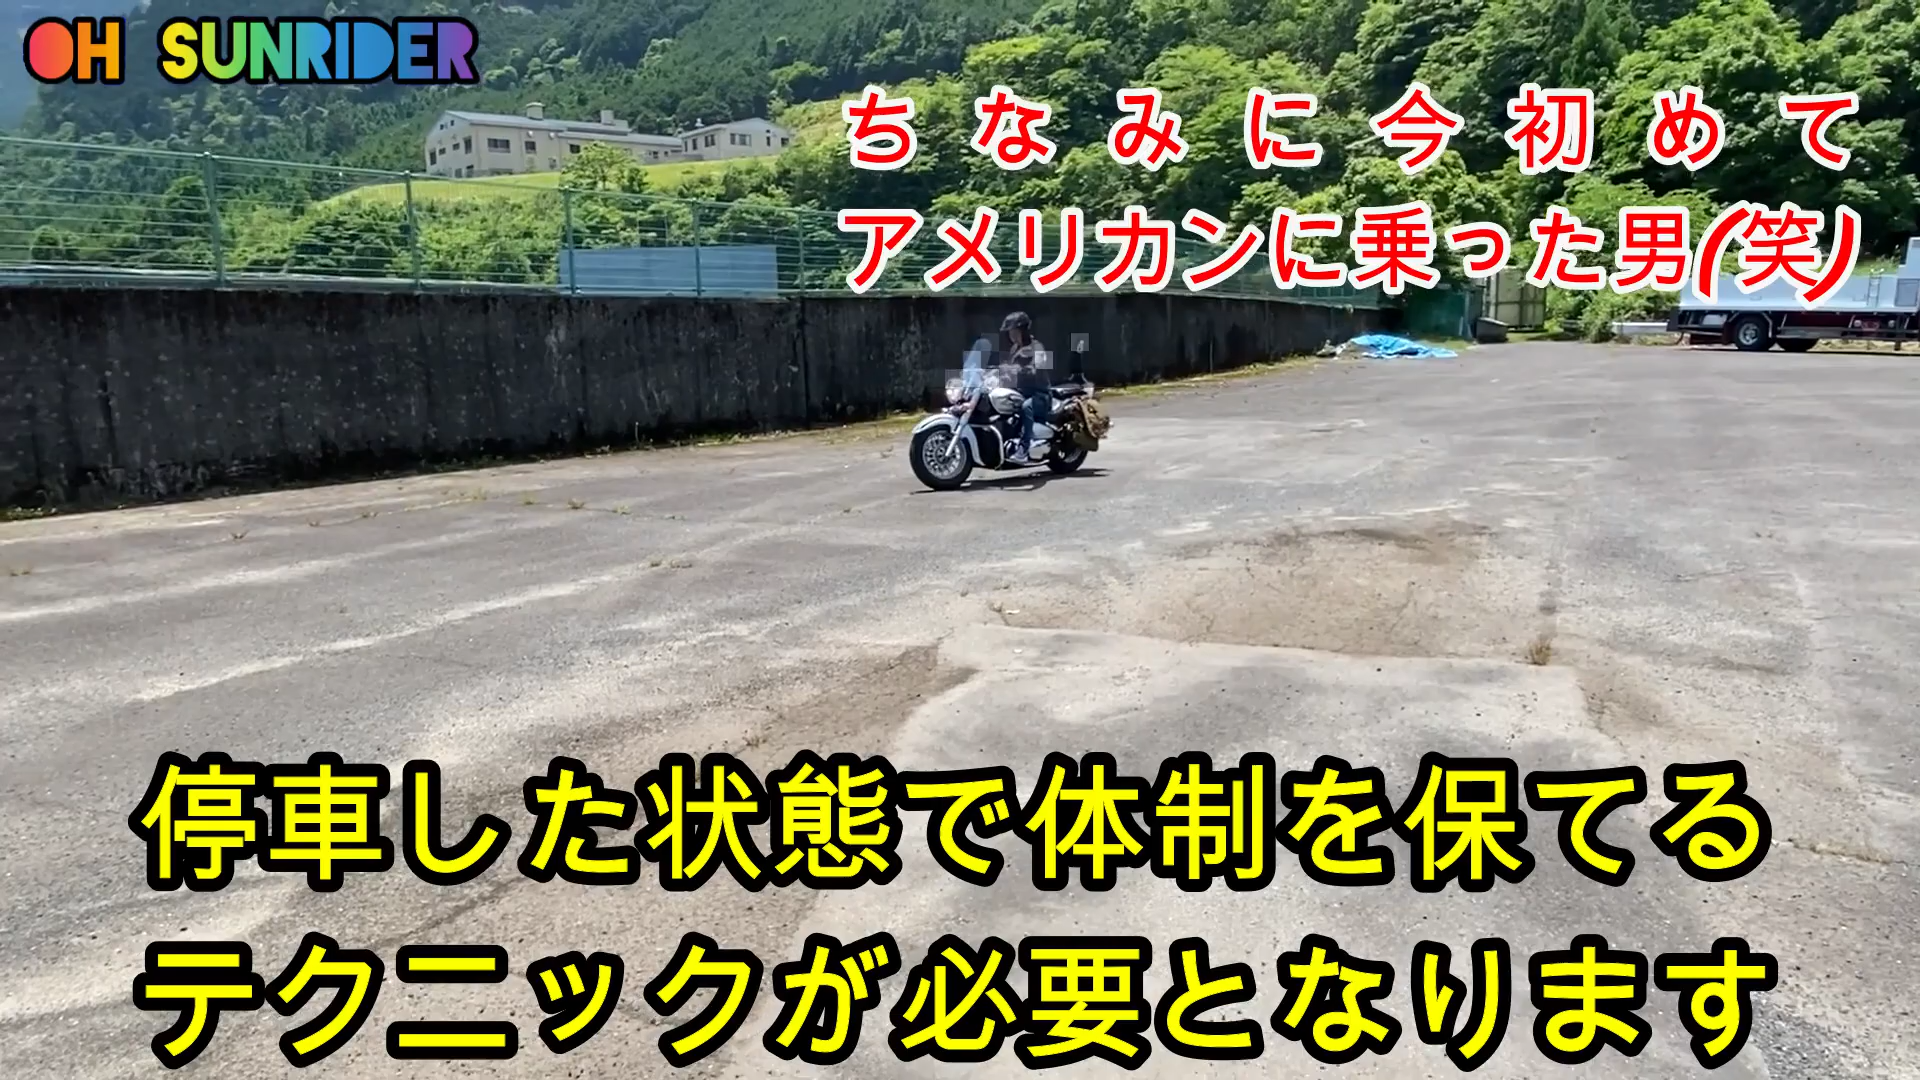 OH SUNRIDER
ちなみに今初めて
アメリカンに乗った男(笑)
停車した状態で体制を保てる
テクニックが必要となります